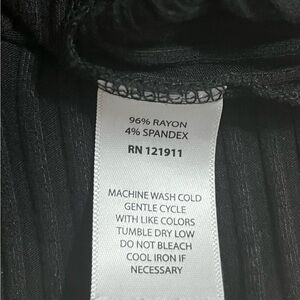 96% RAYON
4% SPANDEX
RN 121911
MACHINE WASH COLD
GENTLE CYCLE
WITH LIKE COLORS
TUMBLE DRY LOW
DO NOT BLEACH
COOL IRON IF
NECESSARY